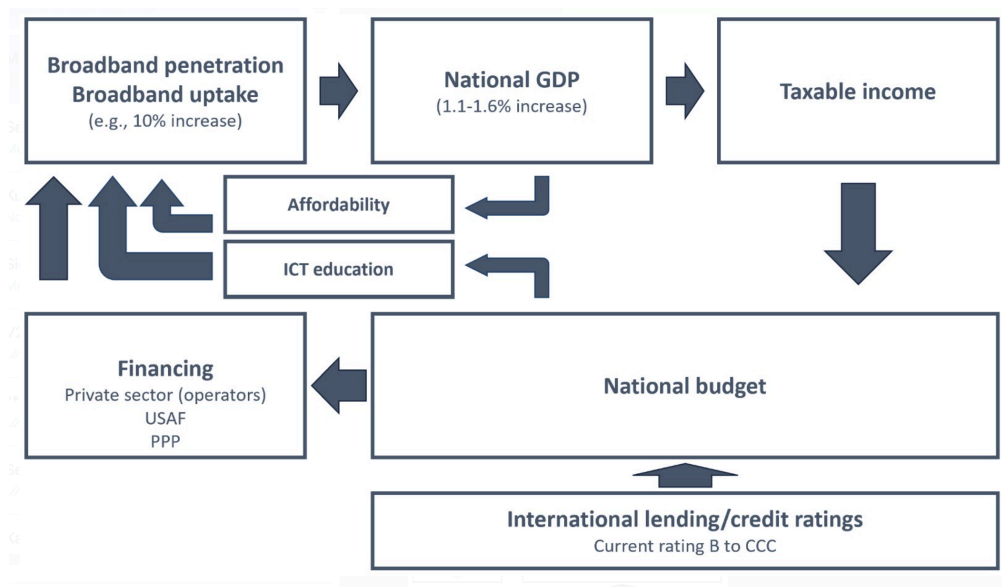 Broadband penetration
Broadband uptake
(e.g., 10% increase)
National GDP
(1.1-1.6% increase)
Taxable income
Affordability
ICT education
Financing
Private sector (operators)
USAF
PPP
National budget
International lending/credit ratings
Current rating B to CCC